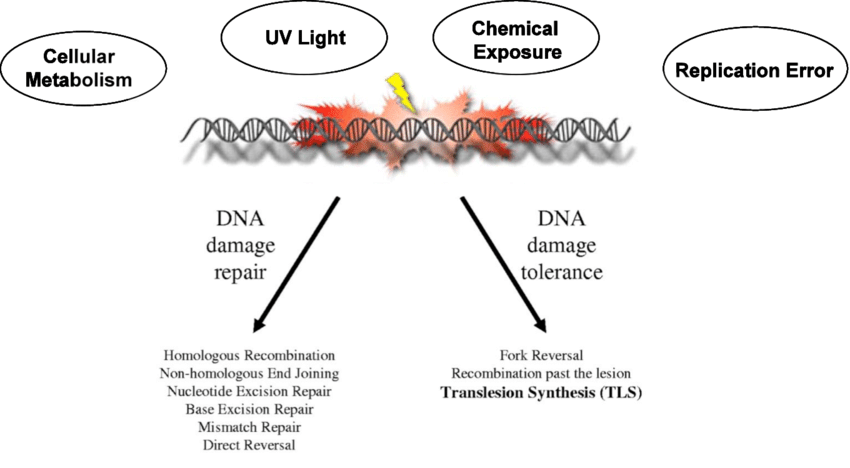 Cellular
Metabolism
UV Light
Chemical
Exposure
Replication Error
DNA
damage
repair
DNA
damage
tolerance
Homologous Recombination
Non-homologous End Joining
Nucleotide Excision Repair
Base Excision Repair
Mismatch Repair
Direct Reversal
Fork Reversal
Recombination past the lesion
Translesion Synthesis (TLS)